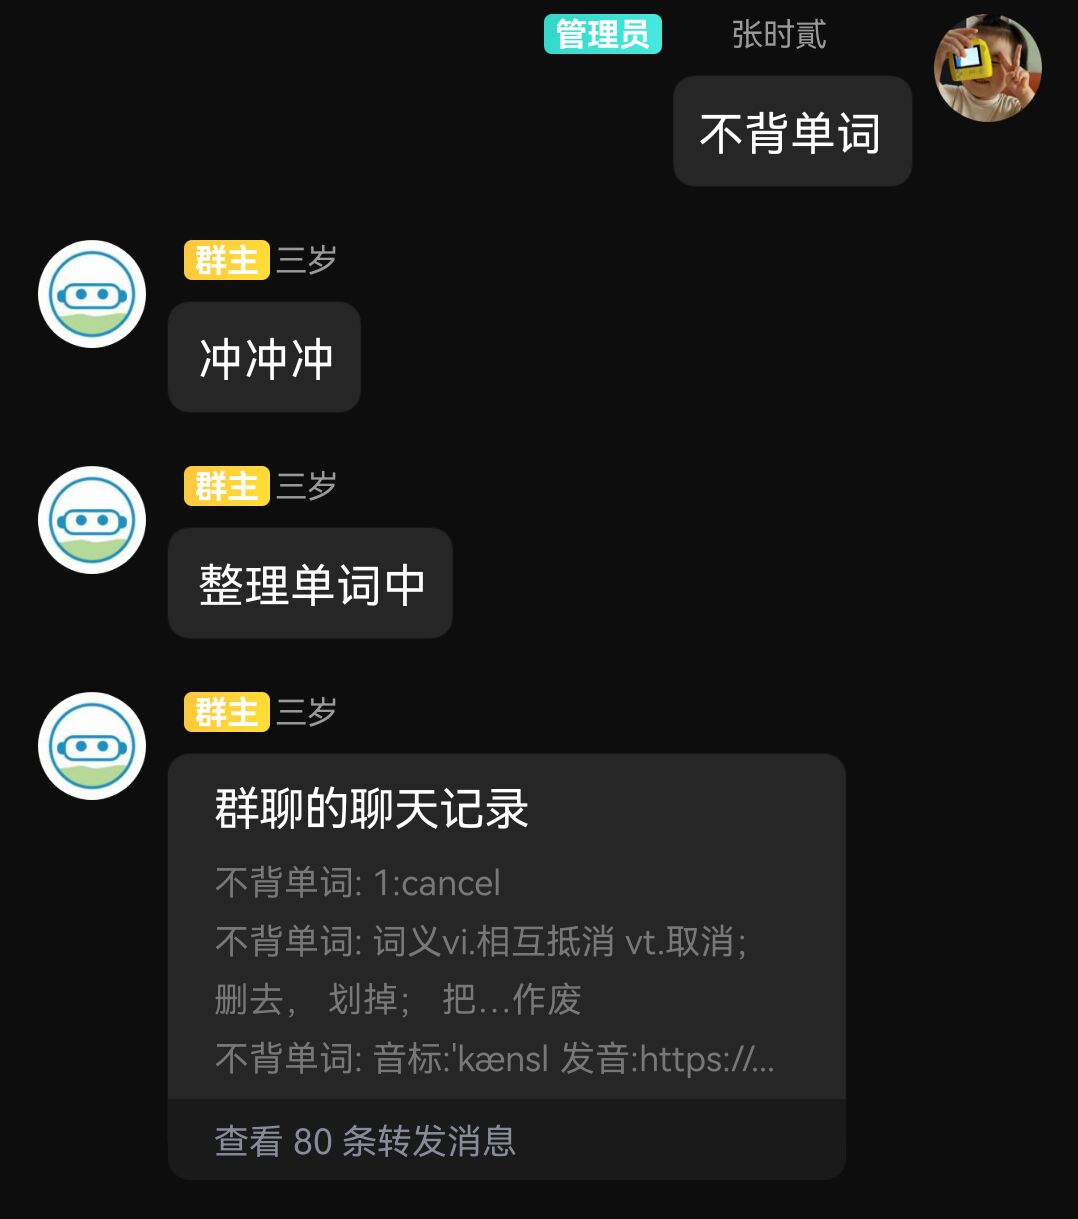 管理员 张时貳
不背单词
群主 三岁
冲冲冲
群主 三岁
整理单词中
群主 三岁
群聊的聊天记录
不背单词: 1:cancel
不背单词: 词义vi.相互抵消 vt.取消；
删去， 划掉； 把…作废
不背单词: 音标:'kænsl 发音:https://...
查看 80 条转发消息